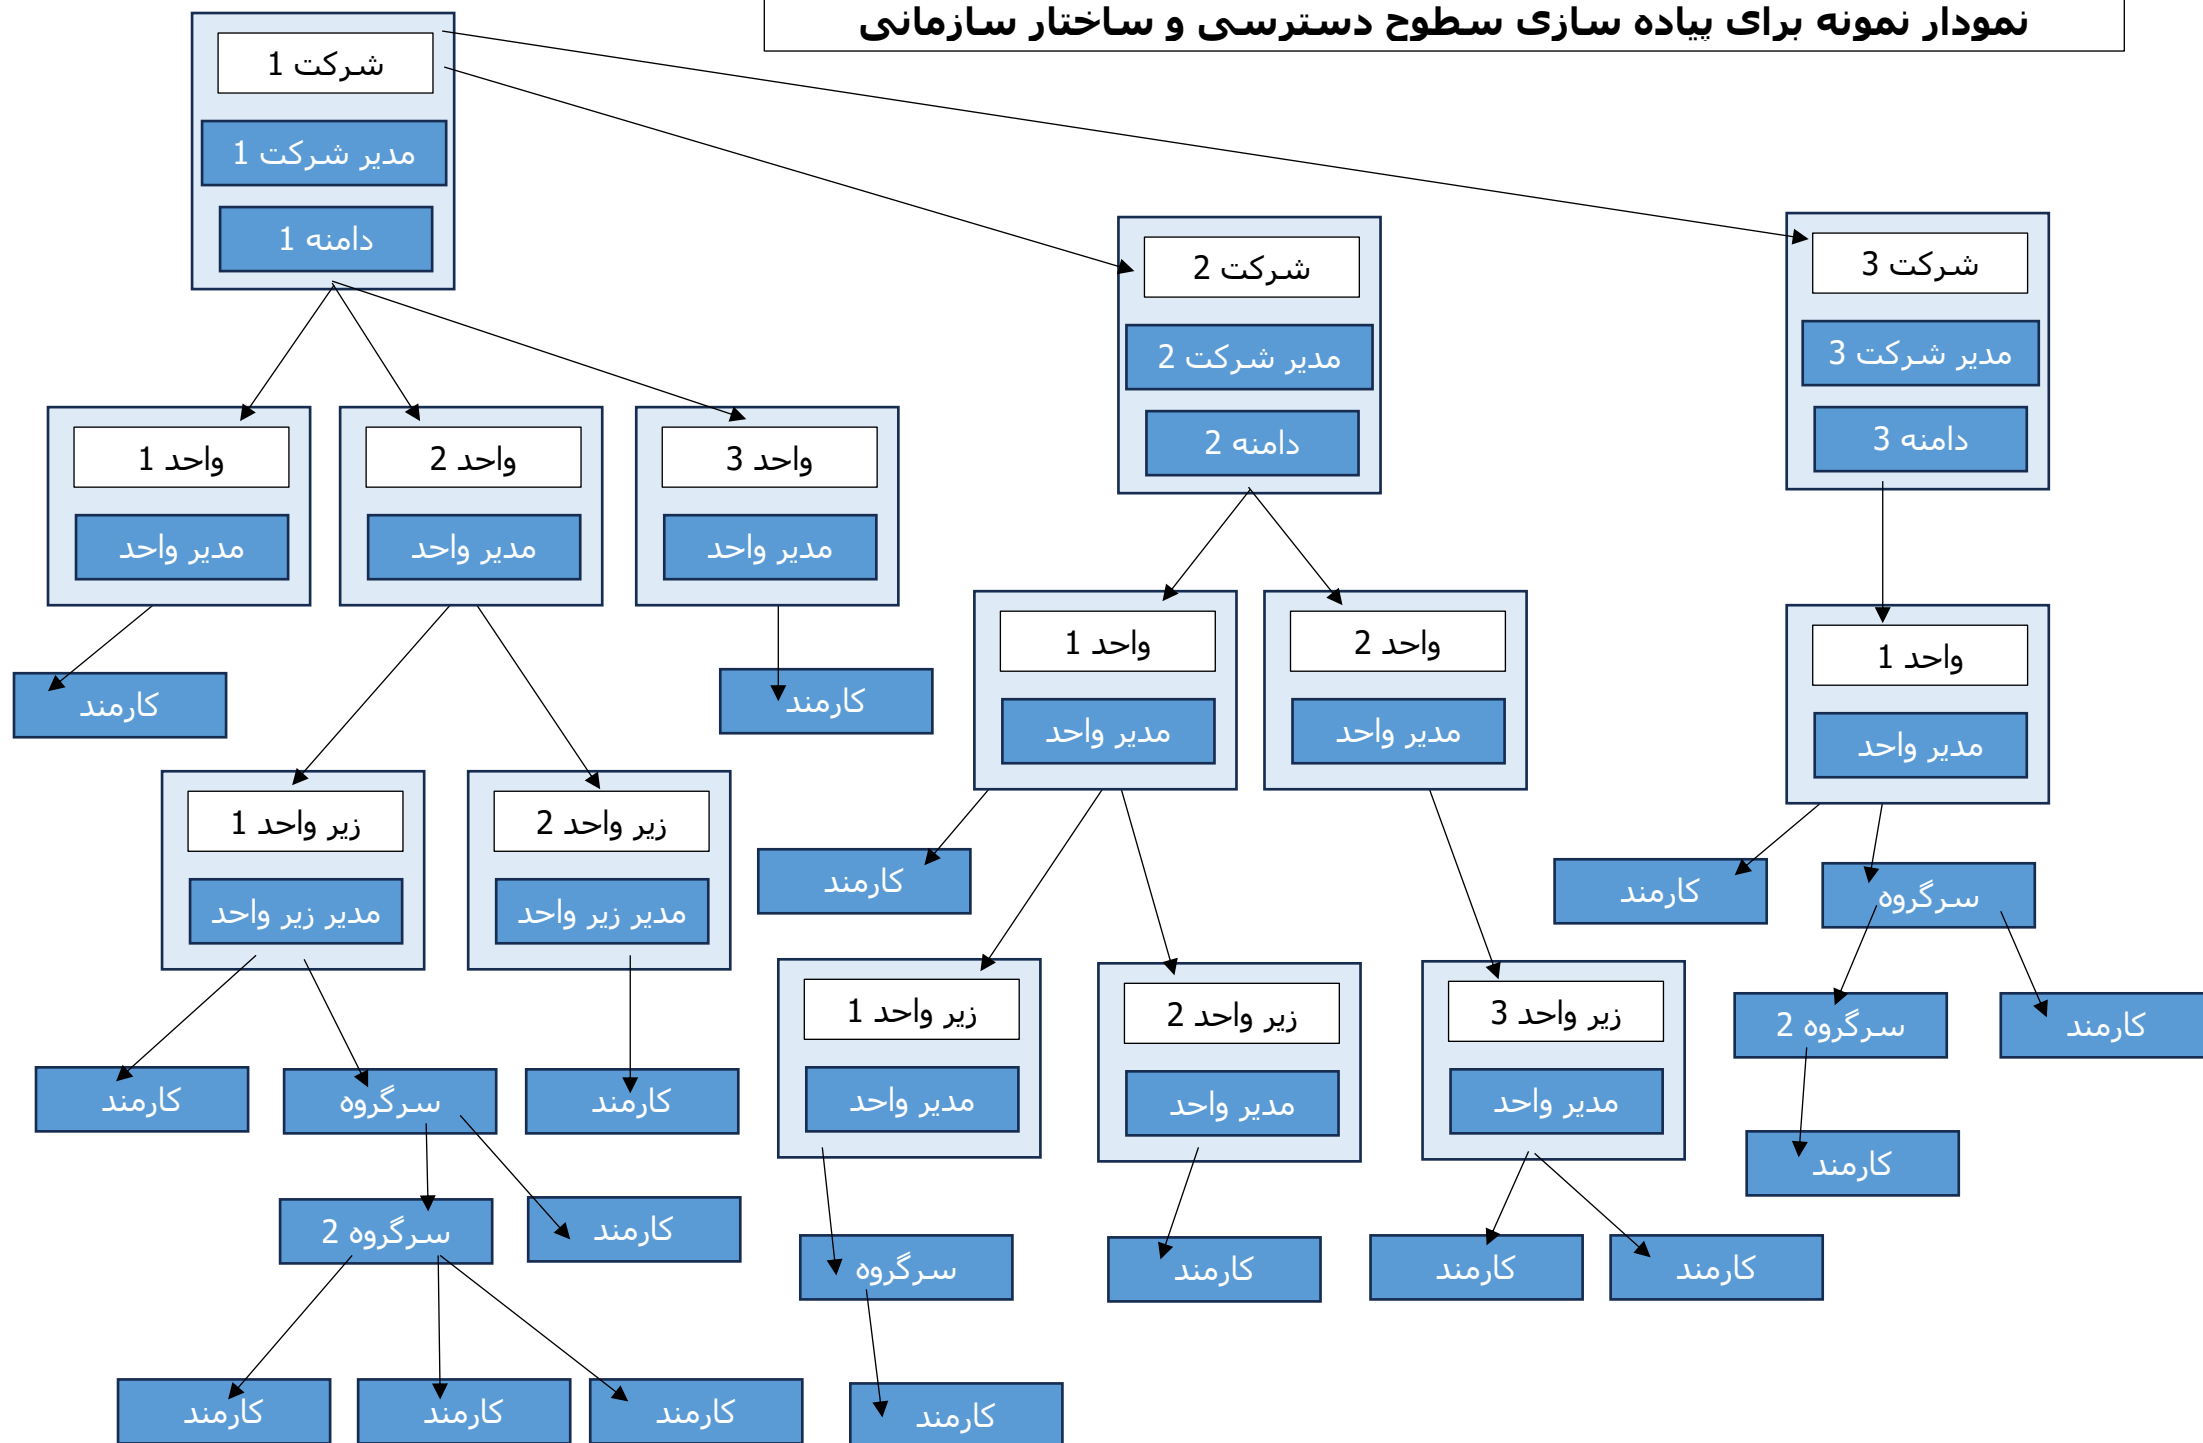 نمودار نمونه برای پیاده سازی سطوح دسترسی و ساختار سازمانی
شرکت 1
مدیر شرکت 1
دامنه 1
شرکت 2
مدیر شرکت 2
دامنه 2
شرکت 3
مدیر شرکت 3
دامنه 3
واحد 1
مدیر واحد
واحد 2
مدیر واحد
واحد 3
مدیر واحد
کارمند
کارمند
زیر واحد 1
مدیر زیر واحد
زیر واحد 2
مدیر زیر واحد
کارمند
سرگروه
کارمند
سرگروه 2
کارمند
کارمند
کارمند
کارمند
واحد 1
مدیر واحد
واحد 2
مدیر واحد
کارمند
زیر واحد 1
مدیر واحد
زیر واحد 2
مدیر واحد
زیر واحد 3
مدیر واحد
سرگروه
کارمند
کارمند
کارمند
کارمند
واحد 1
مدیر واحد
کارمند
سرگروه
سرگروه 2
کارمند
کارمند